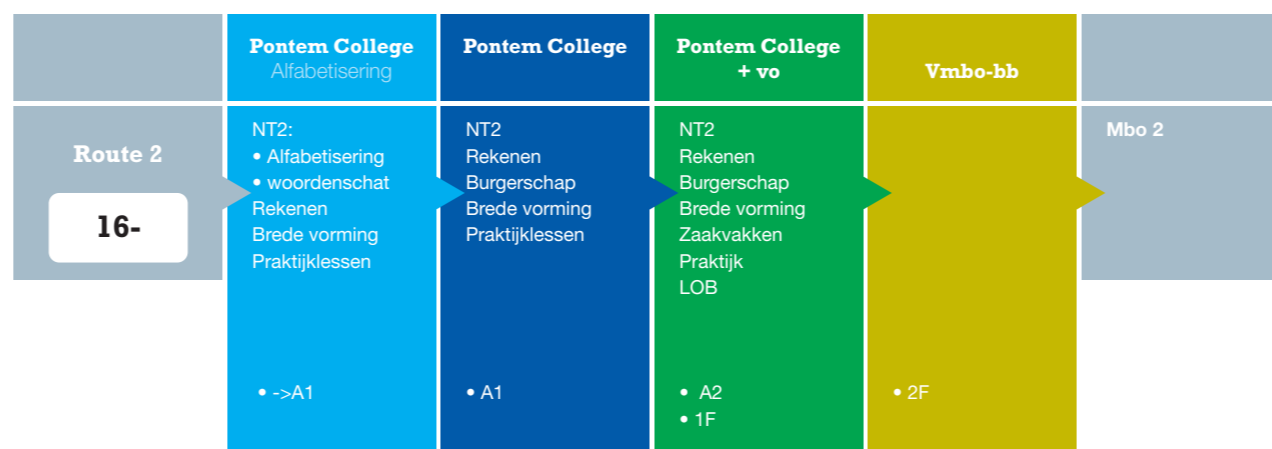 Pontem College
Alfabetisering
Pontem College
Pontem College
+ vo
Vmbo-bb
Route 2
16-
NT2:
• Alfabetisering
• woordenschat
Rekenen
Brede vorming
Praktijklessen
• ->A1
NT2
Rekenen
Burgerschap
Brede vorming
Praktijklessen
• A1
NT2
Rekenen
Burgerschap
Brede vorming
Zaakvakken
Praktijk
LOB
• A2
• 1F
• 2F
Mbo 2